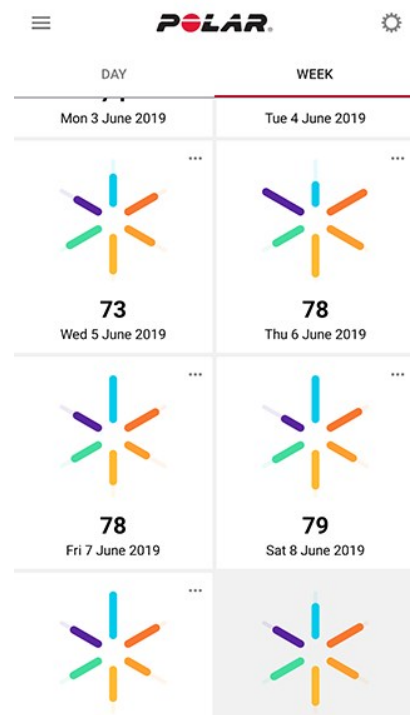 POLAR.
DAY WEEK
Mon 3 June 2019 Tue 4 June 2019
73 78
Wed 5 June 2019 Thu 6 June 2019
78 79
Fri 7 June 2019 Sat 8 June 2019